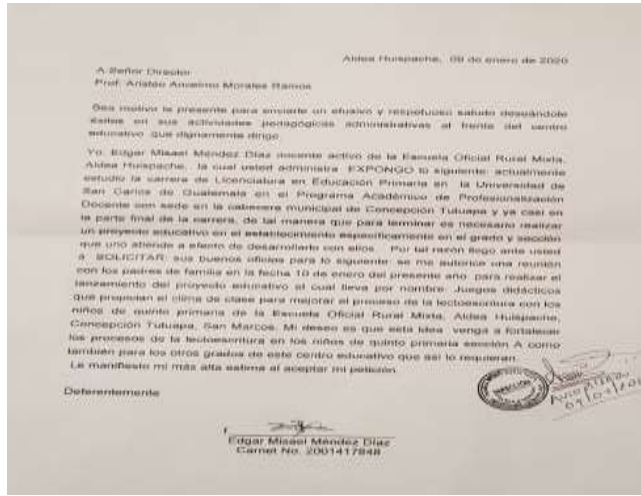 Aldea Huispache, 09 de enero de 2020
A Señor Director
Prof. Aristéo Anselmo Morales Ramos
Sea motivo la presente para enviarle un efusivo y respetuoso saludo deseándole
éxitos en sus actividades pedagógicas administrativas al frente del centro
educativo que dignamente dirige.
Yo, Edgar Misael Méndez Díaz docente activo de la Escuela Oficial Rural Mixta,
Aldea Huispache, la cual usted administra EXPONGO lo siguiente: actualmente
estudio la carrera de Licenciatura en Educación Primaria en la Universidad de
San Carlos de Guatemala en el Programa Académico de Profesionalización
Docente con sede en la cabecera municipal de Concepción Tutuapa y ya casi en
la parte final de la carrera, de tal manera que para terminar es necesario realizar
un proyecto educativo en el establecimiento específicamente en el grado y sección
que uno atiende a efecto de desarrollarlo con ellos. Por tal razón llego ante usted
a SOLICITAR: sus buenos oficios para lo siguiente: se me autorice una reunión
con los padres de familia en la fecha 10 de enero del presente año para realizar el
lanzamiento del proyecto educativo el cual lleva por nombre: Juegos didácticos
que propician el clima de clase para mejorar el proceso de la lectoescritura con los
niños de quinto primaria de la Escuela Oficial Rural Mixta, Aldea Huispache,
Concepción Tutuapa, San Marcos. Mi deseo es que esta idea venga a fortalecer
los procesos de la lectoescritura en los niños de quinto primaria sección A como
también para los otros grados de este centro educativo que así lo requieran.
Le manifiesto mi más alta estima al aceptar mi petición.
Deferentemente
DIRECCIÓN
f
Edgar Misael Méndez Díaz
Carnet No. 2001417848